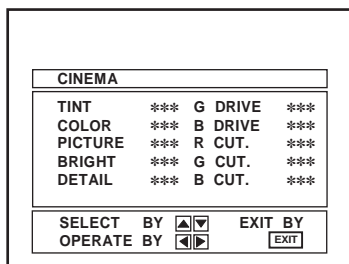 CINEMA
TINT *** G DRIVE ***
COLOR *** B DRIVE ***
PICTURE *** R CUT. ***
BRIGHT *** G CUT. ***
DETAIL *** B CUT. ***
SELECT BY ▲▼ EXIT BY
OPERATE BY ◀▶ EXIT